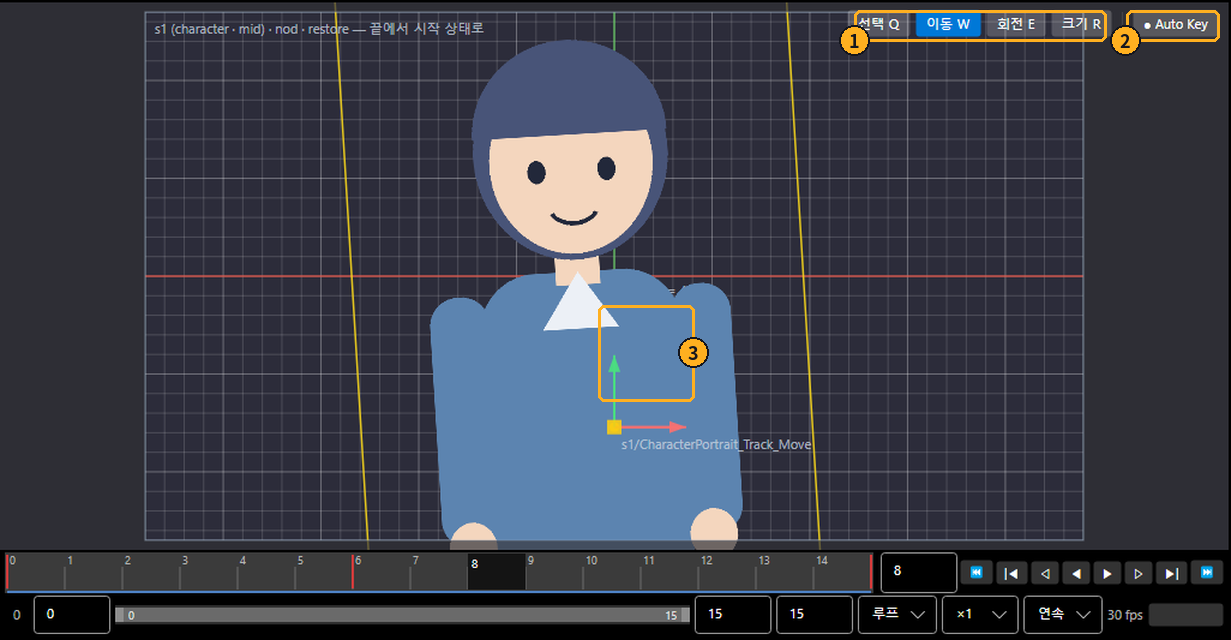 s1 (character · mid) · nod · restore — 끝에서 시작 상태로
선택 Q 이동 W 회전 E 크기 R ● Auto Key
1 2
3
s1/CharacterPortrait_Track_Move
0 1 2 3 4 5 6 7 8 9 10 11 12 13 14 8
0 0 0 15 15 15 루프 ×1 연속 30 fps